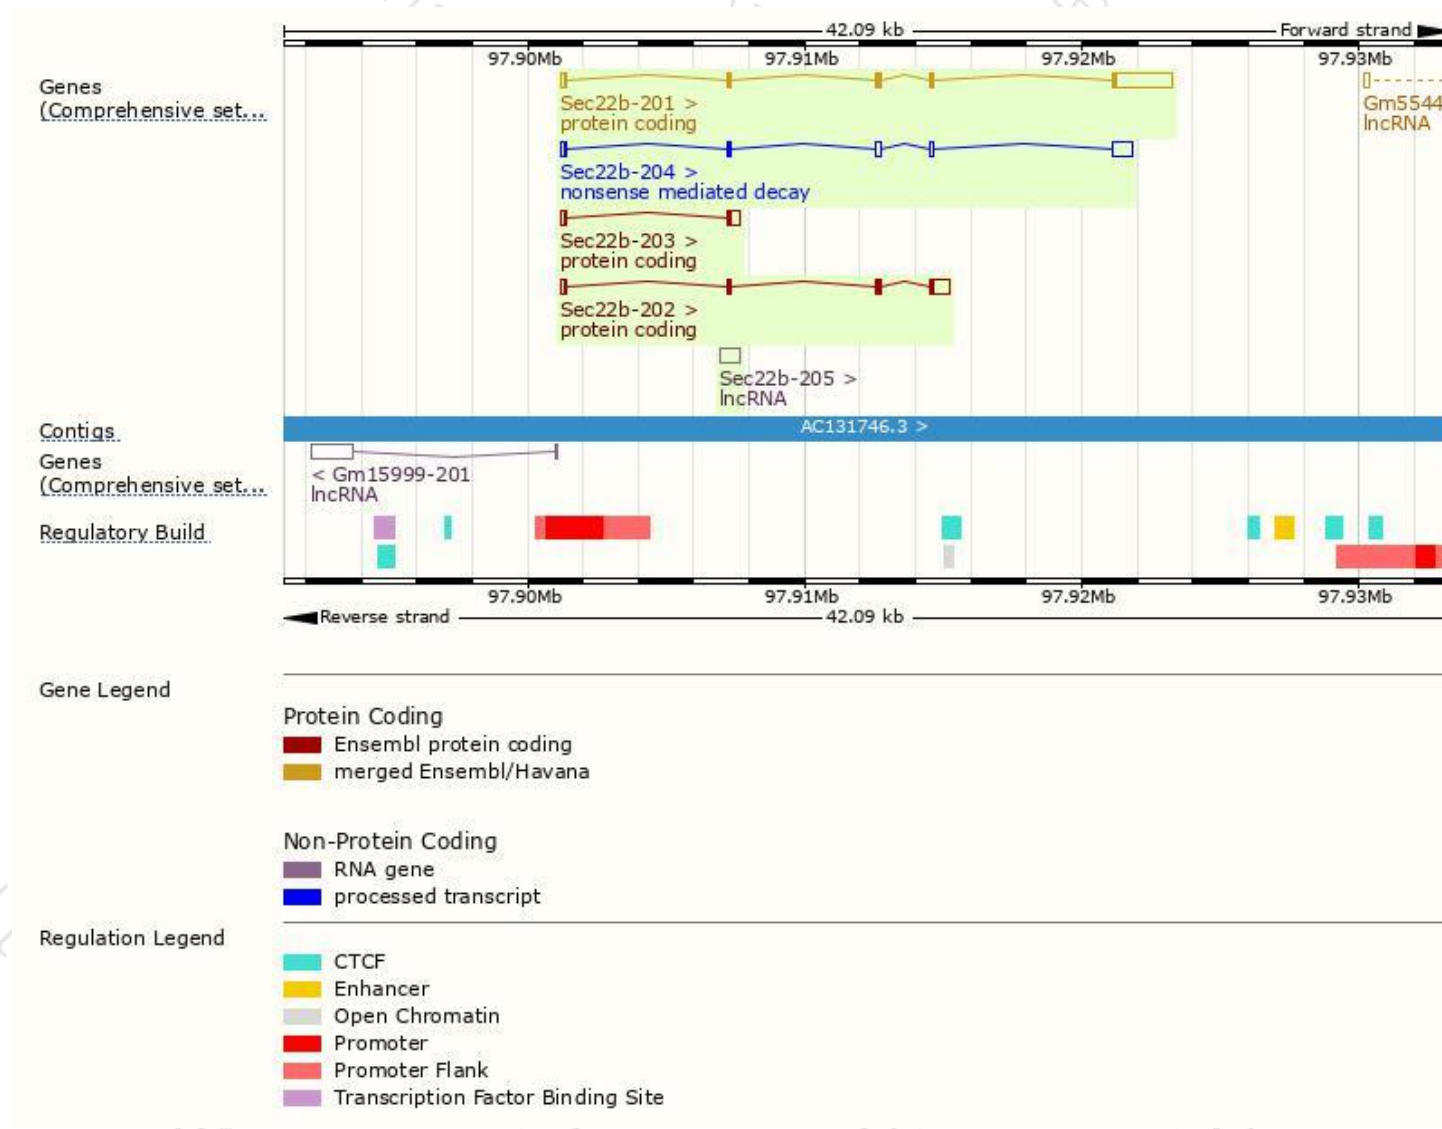 42.09 kb Forward strand
97.90Mb 97.91Mb 97.92Mb 97.93Mb
Genes
(Comprehensive set...
Sec22b-201 >
protein coding
Gm5544
lncRNA
Sec22b-204 >
nonsense mediated decay
Sec22b-203 >
protein coding
Sec22b-202 >
protein coding
Sec22b-205 >
lncRNA
Contigs
AC131746.3 >
Genes
(Comprehensive set...
< Gm15999-201
lncRNA
Regulatory Build
97.90Mb 97.91Mb 97.92Mb 97.93Mb
Reverse strand 42.09 kb
Gene Legend
Protein Coding
Ensembl protein coding
merged Ensembl/Havana
Non-Protein Coding
RNA gene
processed transcript
Regulation Legend
CTCF
Enhancer
Open Chromatin
Promoter
Promoter Flank
Transcription Factor Binding Site